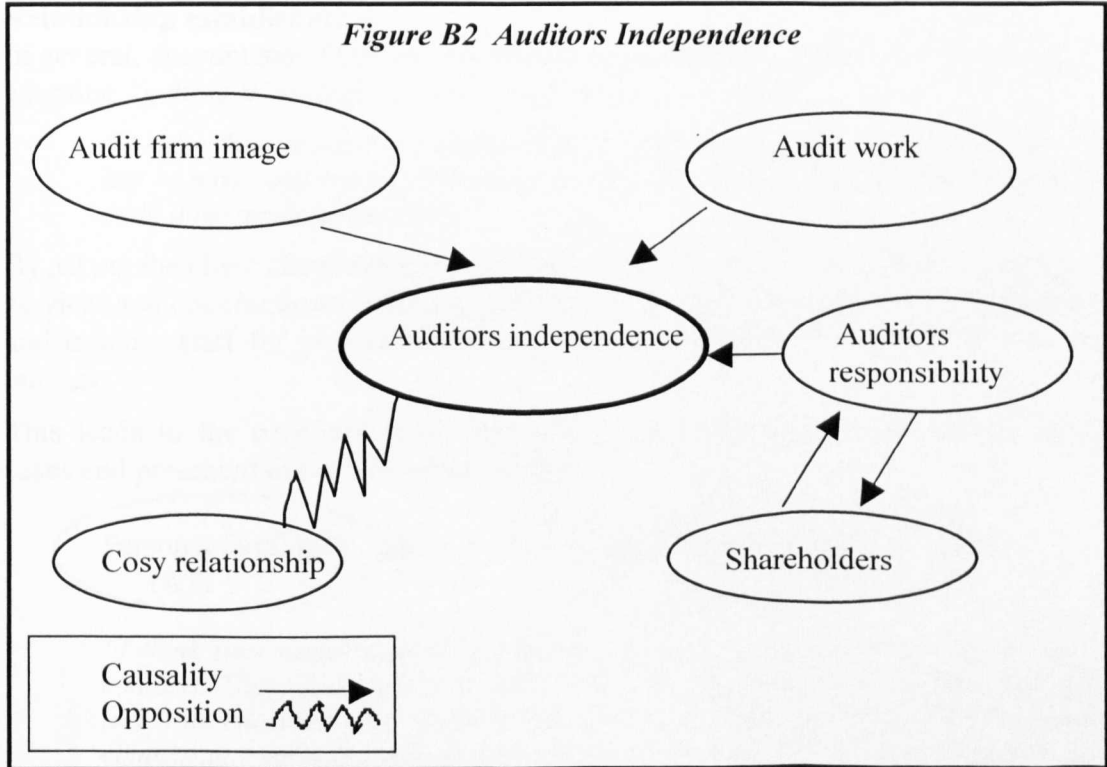 Figure B2 Auditors Independence
Audit firm image
Audit work
Auditors independence
Auditors
responsibility
Cosy relationship
Shareholders
Causality
Opposition